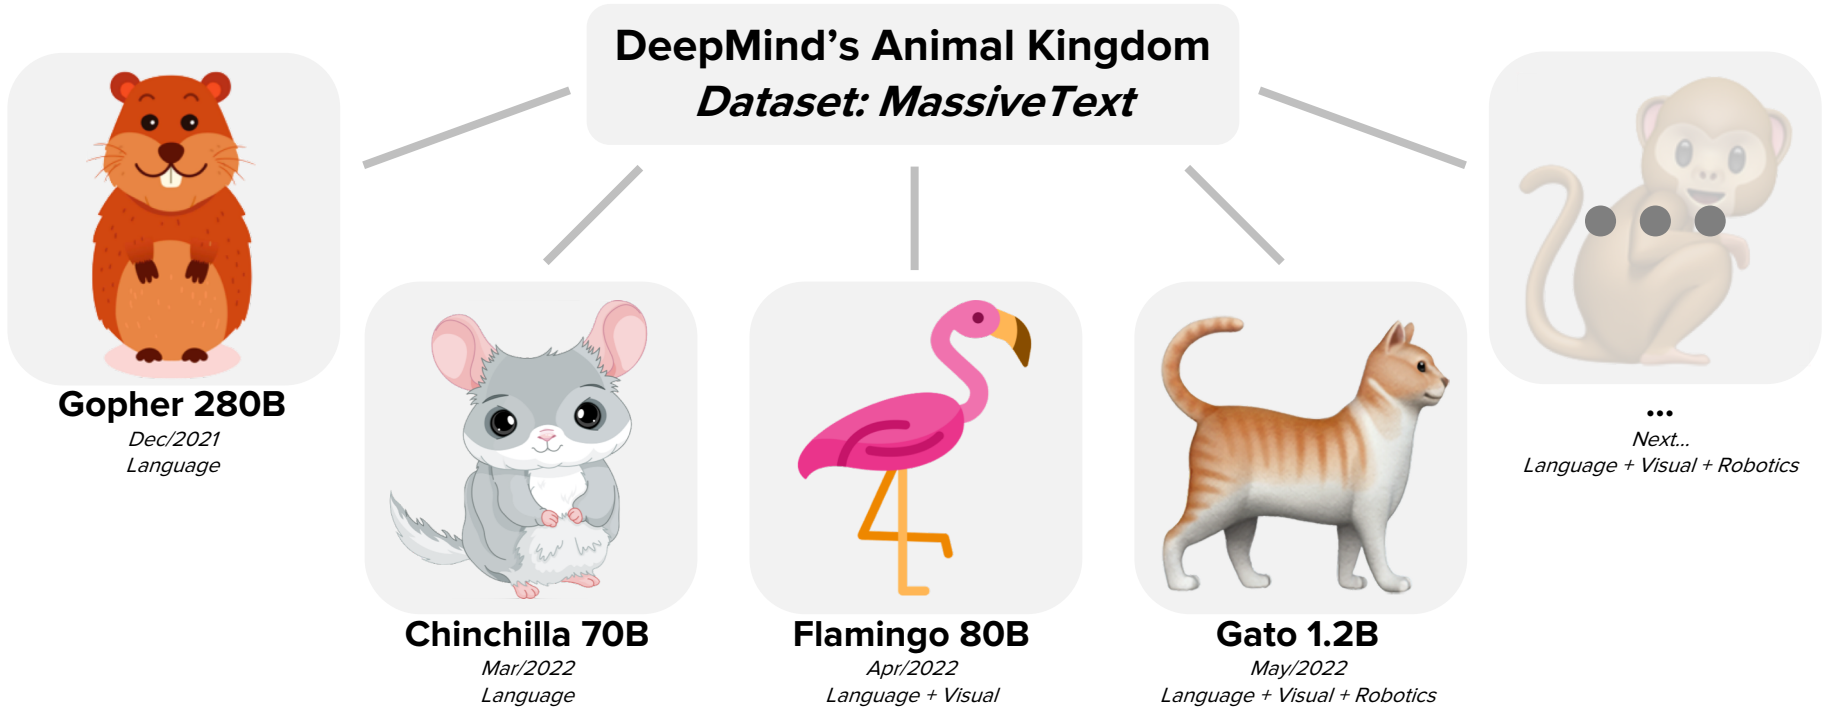 DeepMind’s Animal Kingdom
Dataset: MassiveText
Gopher 280B
Dec/2021
Language
Chinchilla 70B
Mar/2022
Language
Flamingo 80B
Apr/2022
Language + Visual
Gato 1.2B
May/2022
Language + Visual + Robotics
...
Next...
Language + Visual + Robotics